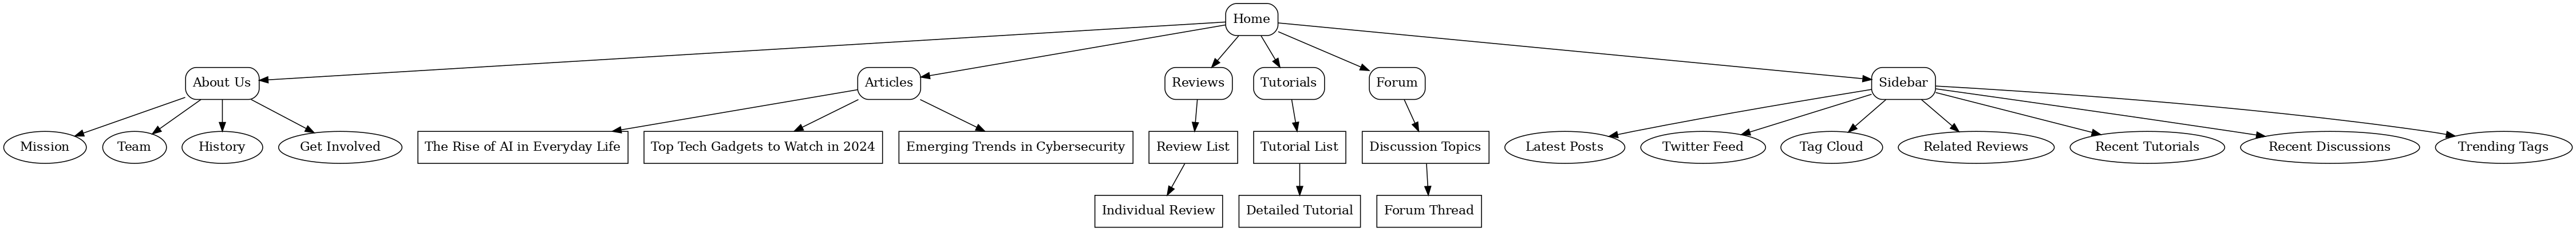 Home
About Us
Articles
Reviews
Tutorials
Forum
Sidebar
Mission
Team
History
Get Involved
The Rise of AI in Everyday Life
Top Tech Gadgets to Watch in 2024
Emerging Trends in Cybersecurity
Review List
Tutorial List
Discussion Topics
Latest Posts
Twitter Feed
Tag Cloud
Related Reviews
Recent Tutorials
Recent Discussions
Trending Tags
Individual Review
Detailed Tutorial
Forum Thread